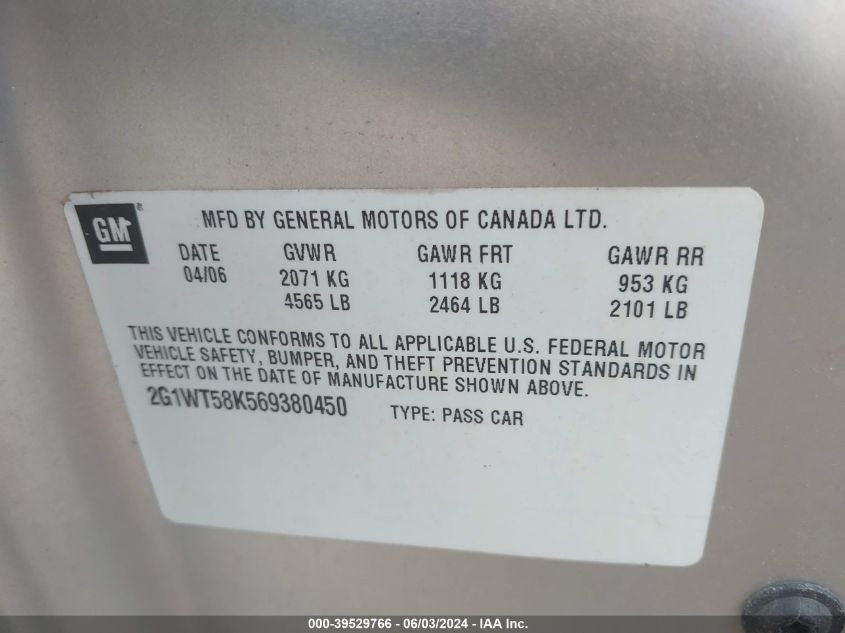 GM®
MFD BY GENERAL MOTORS OF CANADA LTD.
DATE GVWR GAWR FRT GAWR RR
04/06 2071 KG 1118 KG 953 KG
4565 LB 2464 LB 2101 LB
THIS VEHICLE CONFORMS TO ALL APPLICABLE U.S. FEDERAL MOTOR
VEHICLE SAFETY, BUMPER, AND THEFT PREVENTION STANDARDS IN
EFFECT ON THE DATE OF MANUFACTURE SHOWN ABOVE.
2G1WT58K569380450 TYPE: PASS CAR
000-39529766 - 06/03/2024 - IAA Inc.